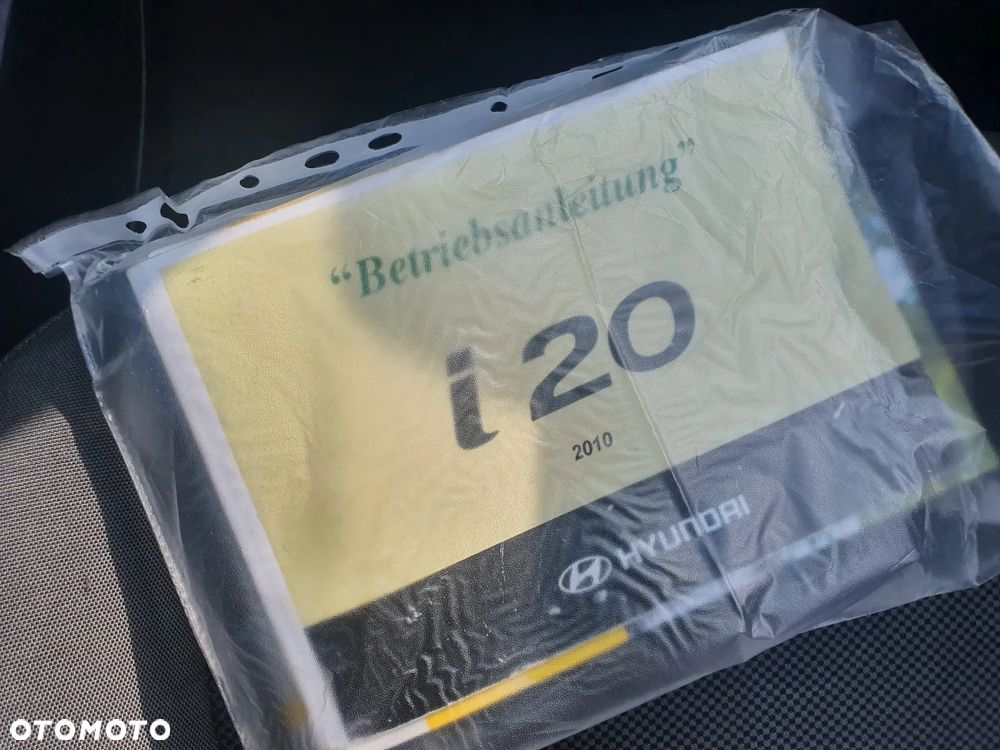 “Betriebsanleitung”
i20
2010
HYUNDAI
OTOMOTO